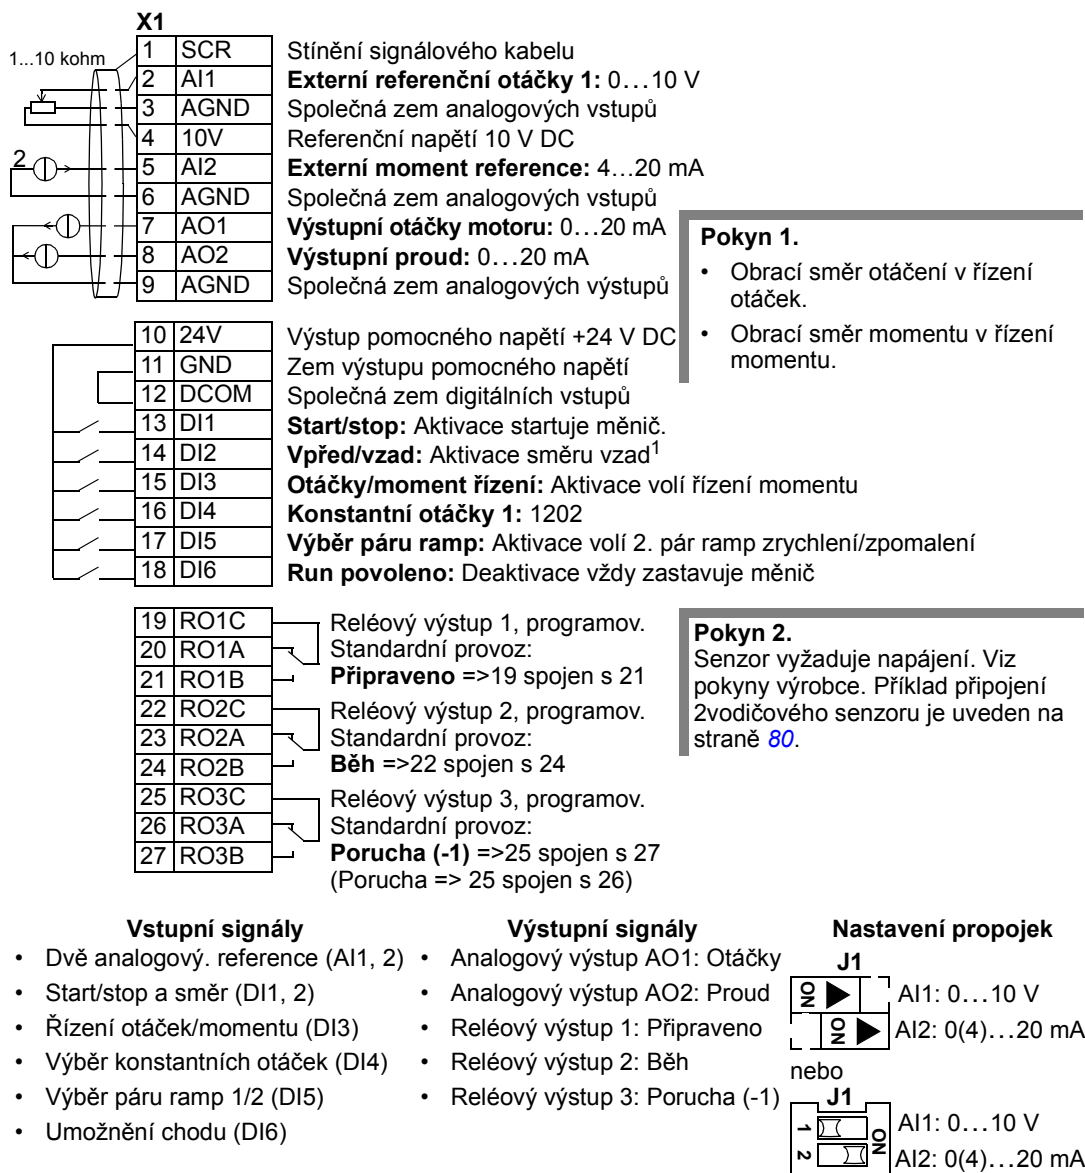 X1
1...10 kohm
1 SCR Stínění signálového kabelu
2 AI1 Externí referenční otáčky 1: 0…10 V
3 AGND Společná zem analogových vstupů
4 10V Referenční napětí 10 V DC
2
5 AI2 Externí moment reference: 4…20 mA
6 AGND Společná zem analogových vstupů
7 AO1 Výstupní otáčky motoru: 0…20 mA
8 AO2 Výstupní proud: 0…20 mA
9 AGND Společná zem analogových výstupů
Pokyn 1.
• Obrací směr otáčení v řízení
otáček.
• Obrací směr momentu v řízení
momentu.
10 24V Výstup pomocného napětí +24 V DC
11 GND Zem výstupu pomocného napětí
12 DCOM Společná zem digitálních vstupů
13 DI1 Start/stop: Aktivace startuje měnič.
14 DI2 Vpřed/vzad: Aktivace směru vzad1
15 DI3 Otáčky/moment řízení: Aktivace volí řízení momentu
16 DI4 Konstantní otáčky 1: 1202
17 DI5 Výběr páru ramp: Aktivace volí 2. pár ramp zrychlení/zpomalení
18 DI6 Run povoleno: Deaktivace vždy zastavuje měnič
19 RO1C Reléový výstup 1, programov.
20 RO1A Standardní provoz:
21 RO1B Připraveno =>19 spojen s 21
22 RO2C Reléový výstup 2, programov.
23 RO2A Standardní provoz:
24 RO2B Běh =>22 spojen s 24
25 RO3C Reléový výstup 3, programov.
26 RO3A Standardní provoz:
27 RO3B Porucha (-1) =>25 spojen s 27
(Porucha => 25 spojen s 26)
Pokyn 2.
Senzor vyžaduje napájení. Viz
pokyny výrobce. Příklad připojení
2vodičového senzoru je uveden na
straně 80.
Vstupní signály
• Dvě analogový. reference (AI1, 2)
• Start/stop a směr (DI1, 2)
• Řízení otáček/momentu (DI3)
• Výběr konstantních otáček (DI4)
• Výběr páru ramp 1/2 (DI5)
• Umožnění chodu (DI6)
Výstupní signály
• Analogový výstup AO1: Otáčky
• Analogový výstup AO2: Proud
• Reléový výstup 1: Připraveno
• Reléový výstup 2: Běh
• Reléový výstup 3: Porucha (-1)
Nastavení propojek
J1
ON AI1: 0…10 V
ON AI2: 0(4)…20 mA
nebo
J1
1 AI1: 0…10 V
ON
2 AI2: 0(4)…20 mA